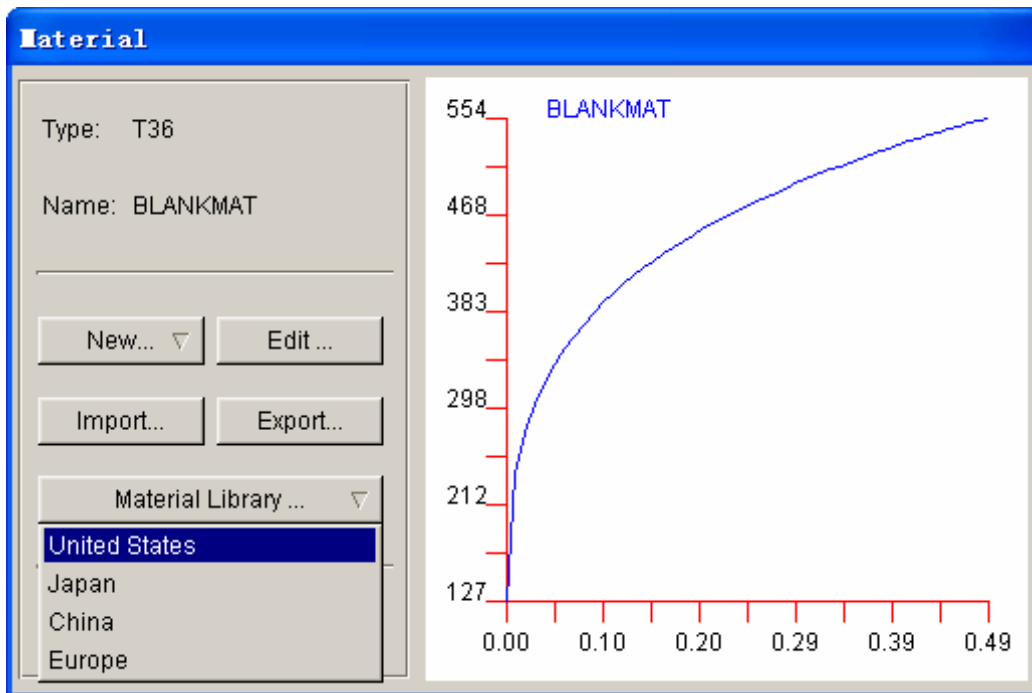 Material
Type: T36
Name: BLANKMAT
New...
Edit ...
Import...
Export...
Material Library ...
United States
Japan
China
Europe
BLANKMAT
554
468
383
298
212
127
0.00 0.10 0.20 0.29 0.39 0.49